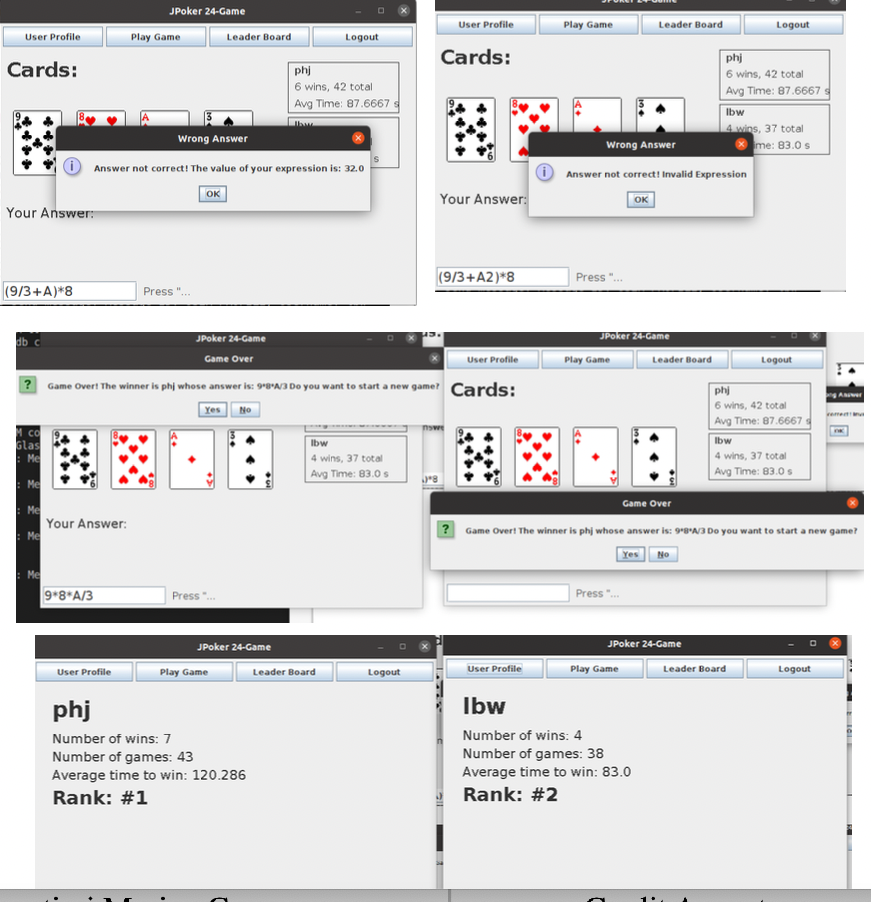 JPoker 24-Game
User Profile Play Game Leader Board Logout
Cards:
phj
6 wins, 42 total
Avg Time: 87.6667 s
lbw
Wrong Answer
Answer not correct! The value of your expression is: 32.0
OK
Your Answer:
(9/3+A)*8 Press "...
JPoker 24-Game
User Profile Play Game Leader Board Logout
Cards:
phj
6 wins, 42 total
Avg Time: 87.6667 s
lbw
4 wins, 37 total
Time: 83.0 s
Wrong Answer
Answer not correct! Invalid Expression
OK
Your Answer:
(9/3+A2)*8 Press "...
JPoker 24-Game
Game Over
Game Over! The winner is phj whose answer is: 9*8*A/3 Do you want to start a new game?
Yes No
lbw
4 wins, 37 total
Avg Time: 83.0 s
Your Answer:
9*8*A/3 Press "...
JPoker 24-Game
User Profile Play Game Leader Board Logout
Cards:
phj
6 wins, 42 total
Avg Time: 87.6667 s
lbw
4 wins, 37 total
Avg Time: 83.0 s
Game Over
Game Over! The winner is phj whose answer is: 9*8*A/3 Do you want to start a new game?
Yes No
Press "...
JPoker 24-Game
User Profile Play Game Leader Board Logout
phj
Number of wins: 7
Number of games: 43
Average time to win: 120.286
Rank: #1
JPoker 24-Game
User Profile Play Game Leader Board Logout
lbw
Number of wins: 4
Number of games: 38
Average time to win: 83.0
Rank: #2